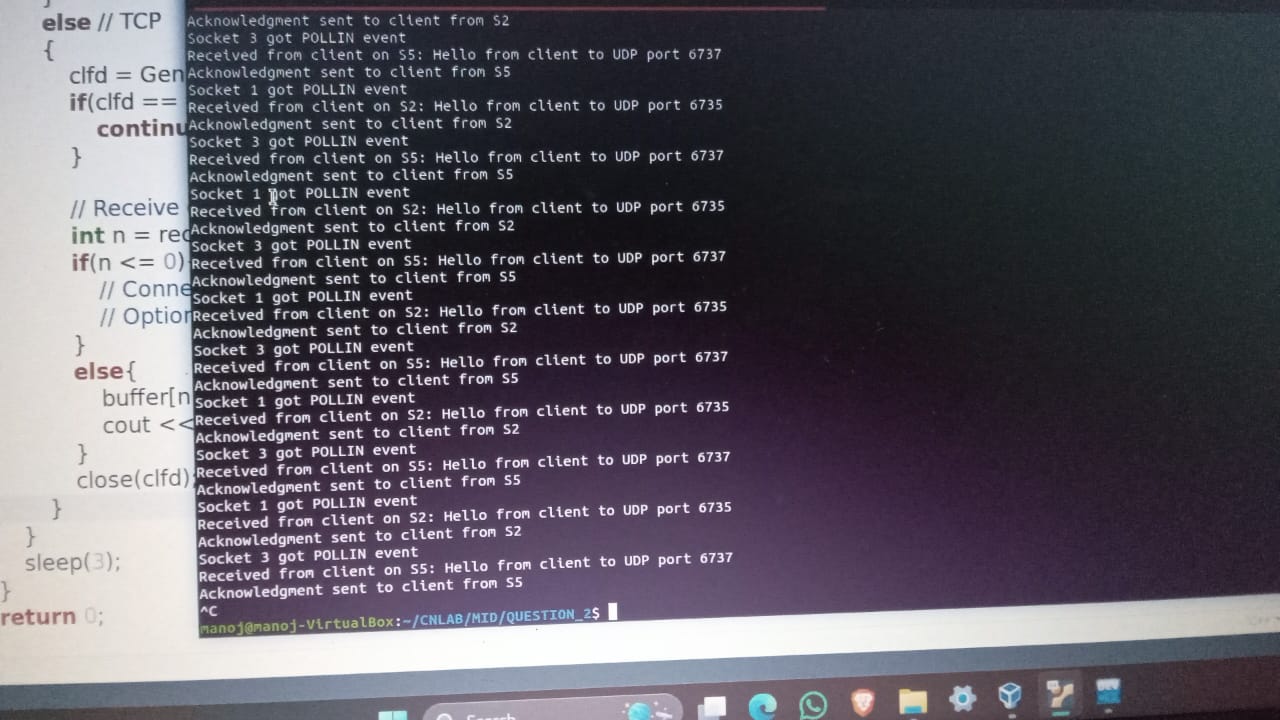 }
else // TCP
{
clfd = Gen
if(clfd ==
continu
}
// Receive
int n = rec
if(n <= 0)
// Conne
// Option
}
else{
buffer[n
cout <<
}
close(clfd);
}
}
sleep(3);
}
return 0;
Acknowledgment sent to client from S2
Socket 3 got POLLIN event
Received from client on S5: Hello from client to UDP port 6737
Acknowledgment sent to client from S5
Socket 1 got POLLIN event
Received from client on S2: Hello from client to UDP port 6735
Acknowledgment sent to client from S2
Socket 3 got POLLIN event
Received from client on S5: Hello from client to UDP port 6737
Acknowledgment sent to client from S5
Socket 1 got POLLIN event
Received from client on S2: Hello from client to UDP port 6735
Acknowledgment sent to client from S2
Socket 3 got POLLIN event
Received from client on S5: Hello from client to UDP port 6737
Acknowledgment sent to client from S5
Socket 1 got POLLIN event
Received from client on S2: Hello from client to UDP port 6735
Acknowledgment sent to client from S2
Socket 3 got POLLIN event
Received from client on S5: Hello from client to UDP port 6737
Acknowledgment sent to client from S5
Socket 1 got POLLIN event
Received from client on S2: Hello from client to UDP port 6735
Acknowledgment sent to client from S2
Socket 3 got POLLIN event
Received from client on S5: Hello from client to UDP port 6737
Acknowledgment sent to client from S5
Socket 1 got POLLIN event
Received from client on S2: Hello from client to UDP port 6735
Acknowledgment sent to client from S2
Socket 3 got POLLIN event
Received from client on S5: Hello from client to UDP port 6737
Acknowledgment sent to client from S5
^C
manoj@manoj-VirtualBox:~/CNLAB/MID/QUESTION_2$
Search